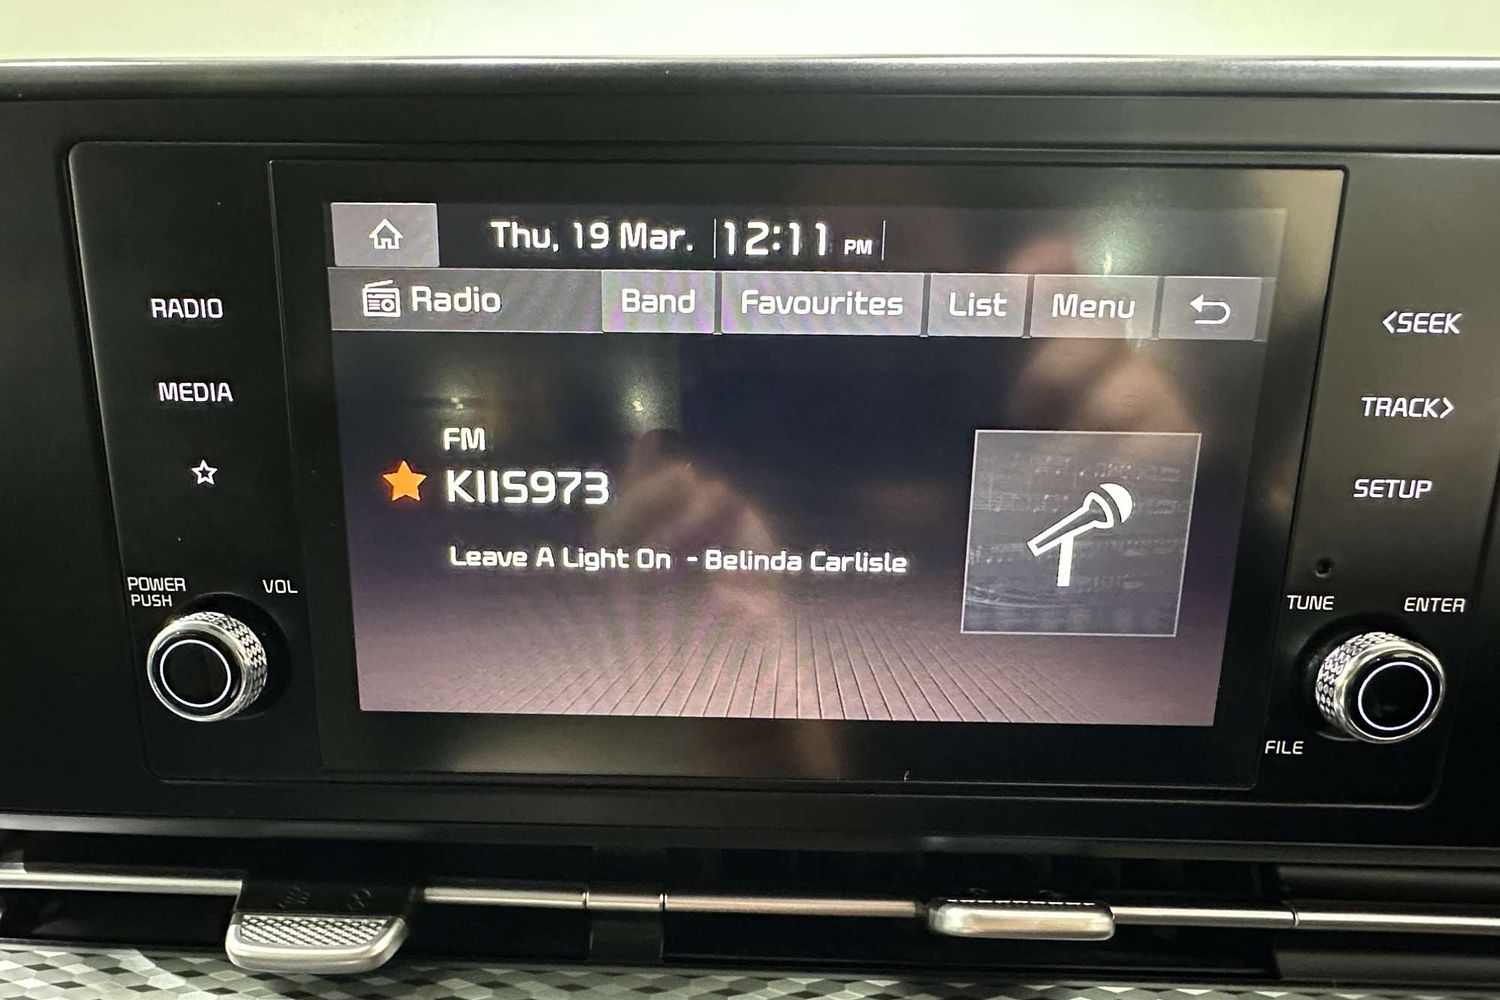 Thu, 19 Mar. 12:11 PM
Radio Band Favourites List Menu
RADIO
MEDIA
FM
KIIS973
Leave A Light On - Belinda Carlisle
<SEEK
TRACK>
SETUP
POWER PUSH VOL
TUNE ENTER
FILE